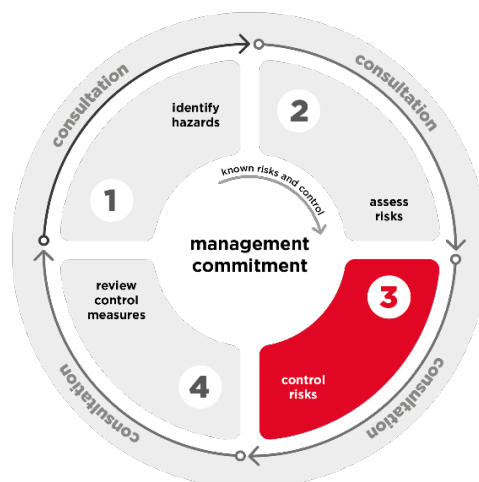 consultation
consultation
identify
hazards
2
known risks and control
1
assess
risks
management
commitment
review
control
measures
3
4
control
risks
consultation
consultation